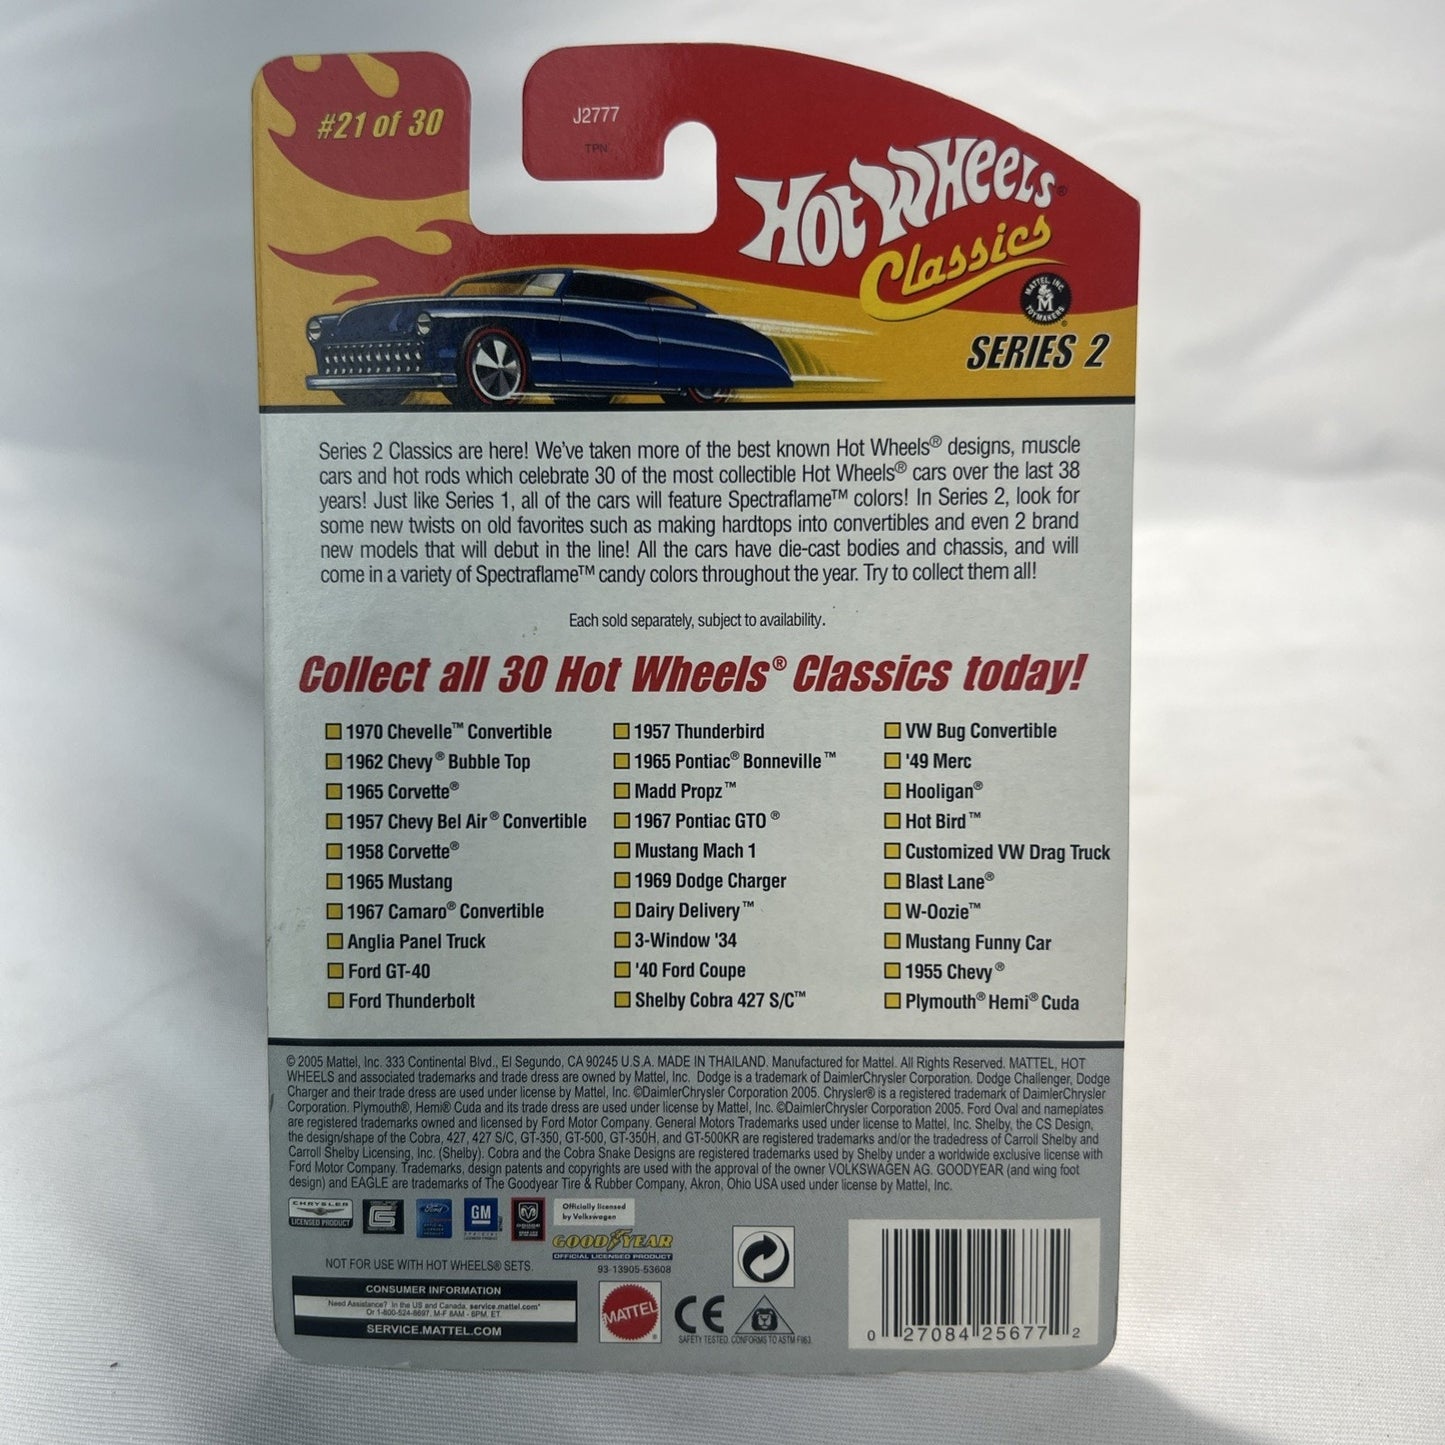 #21 of 30
J2777
TPN
Hot Wheels®
Classics
MATTEL, INC.
M
TOYMAKERS
®
SERIES 2
Series 2 Classics are here! We've taken more of the best known Hot Wheels® designs, muscle
cars and hot rods which celebrate 30 of the most collectible Hot Wheels® cars over the last 38
years! Just like Series 1, all of the cars will feature Spectraflame™ colors! In Series 2, look for
some new twists on old favorites such as making hardtops into convertibles and even 2 brand
new models that will debut in the line! All the cars have die-cast bodies and chassis, and will
come in a variety of Spectraflame™ candy colors throughout the year. Try to collect them all!
Each sold separately, subject to availability.
Collect all 30 Hot Wheels® Classics today!
1970 Chevelle™ Convertible
1962 Chevy® Bubble Top
1965 Corvette®
1957 Chevy Bel Air® Convertible
1958 Corvette®
1965 Mustang
1967 Camaro® Convertible
Anglia Panel Truck
Ford GT-40
Ford Thunderbolt
1957 Thunderbird
1965 Pontiac® Bonneville™
Madd Propz™
1967 Pontiac GTO®
Mustang Mach 1
1969 Dodge Charger
Dairy Delivery™
3-Window '34
'40 Ford Coupe
Shelby Cobra 427 S/C™
VW Bug Convertible
'49 Merc
Hooligan®
Hot Bird™
Customized VW Drag Truck
Blast Lane®
W-Oozie™
Mustang Funny Car
1955 Chevy®
Plymouth® Hemi® Cuda
© 2005 Mattel, Inc. 333 Continental Blvd., El Segundo, CA 90245 U.S.A. MADE IN THAILAND. Manufactured for Mattel. All Rights Reserved. MATTEL, HOT
WHEELS and associated trademarks and trade dress are owned by Mattel, Inc. Dodge is a trademark of DaimlerChrysler Corporation. Dodge Challenger, Dodge
Charger and their trade dress are used under license by Mattel, Inc. ©DaimlerChrysler Corporation 2005. Chrysler® is a registered trademark of DaimlerChrysler
Corporation. Plymouth®, Hemi® Cuda and its trade dress are used under license by Mattel, Inc. ©DaimlerChrysler Corporation 2005. Ford Oval and nameplates
are registered trademarks owned and licensed by Ford Motor Company. General Motors Trademarks used under license to Mattel, Inc. Shelby, the CS Design,
the design/shape of the Cobra, 427, 427 S/C, GT-350, GT-500, GT-350H, and GT-500KR are registered trademarks and/or the tradedress of Carroll Shelby and
Carroll Shelby Licensing, Inc. (Shelby). Cobra and the Cobra Snake Designs are registered trademarks used by Shelby under a worldwide exclusive license with
Ford Motor Company. Trademarks, design patents and copyrights are used with the approval of the owner VOLKSWAGEN AG. GOODYEAR (and wing foot
design) and EAGLE are trademarks of The Goodyear Tire & Rubber Company, Akron, Ohio USA used under license by Mattel, Inc.
CHRYSLER
LICENSED PRODUCT
Ford
GM
DODGE
Officially licensed
by Volkswagen
GOODYEAR
OFFICIAL LICENSED PRODUCT
93-13905-53608
NOT FOR USE WITH HOT WHEELS® SETS.
CONSUMER INFORMATION
Need Assistance? In the US and Canada, service.mattel.com*
Or 1-800-524-8697, M-F 8AM - 6PM, ET.
SERVICE.MATTEL.COM
MATTEL
®
CE
SAFETY TESTED. CONFORMS TO ASTM F963.
0 27084 25677 2